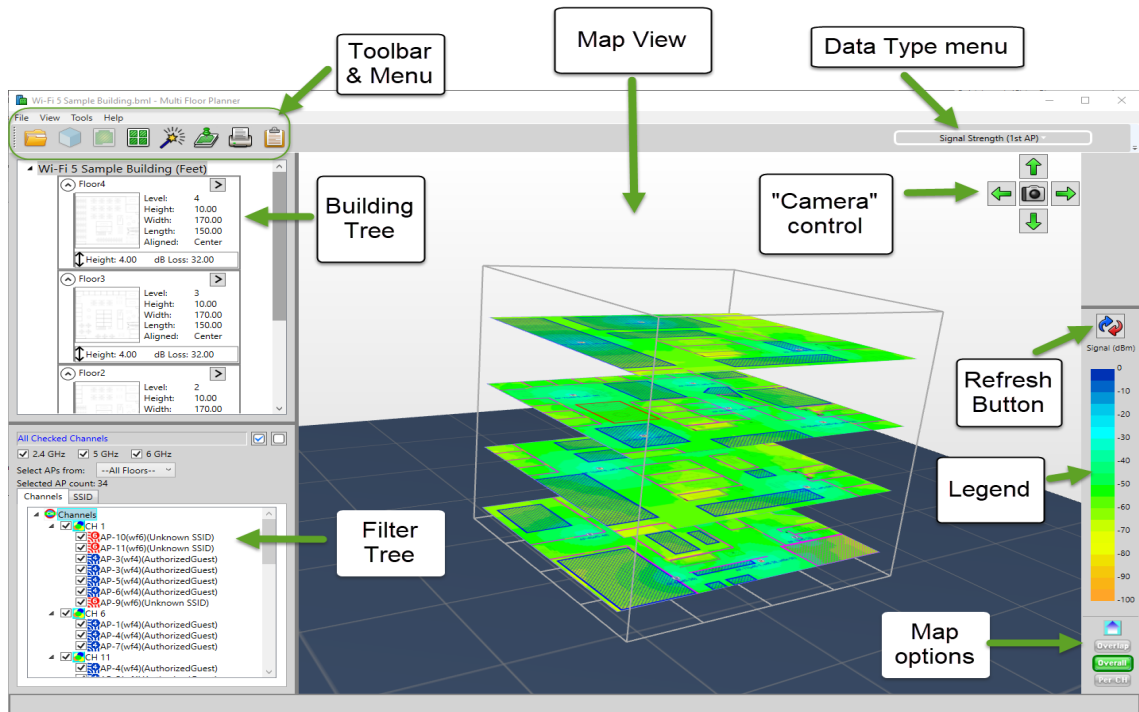 Toolbar
& Menu
Map View
Data Type menu
Wi-Fi 5 Sample Building.bml - Multi Floor Planner
File View Tools Help
Signal Strength (1st AP)
Wi-Fi 5 Sample Building (Feet)
Floor4
Level: 4
Height: 10.00
Width: 170.00
Length: 150.00
Aligned: Center
Height: 4.00 dB Loss: 32.00
Floor3
Level: 3
Height: 10.00
Width: 170.00
Length: 150.00
Aligned: Center
Height: 4.00 dB Loss: 32.00
Floor2
Level: 2
Height: 10.00
Width: 170.00
Building
Tree
"Camera"
control
Refresh
Button
Signal (dBm)
0
-10
-20
-30
-40
-50
-60
-70
-80
-90
-100
Legend
All Checked Channels
2.4 GHz 5 GHz 6 GHz
Select APs from: --All Floors--
Selected AP count: 34
Channels SSID
Channels
CH 1
AP-10(wf6)(Unknown SSID)
AP-11(wf6)(Unknown SSID)
AP-3(wf4)(AuthorizedGuest)
AP-3(wf4)(AuthorizedGuest)
AP-5(wf4)(AuthorizedGuest)
AP-6(wf4)(AuthorizedGuest)
AP-9(wf6)(Unknown SSID)
CH 6
AP-1(wf4)(AuthorizedGuest)
AP-4(wf4)(AuthorizedGuest)
AP-7(wf4)(AuthorizedGuest)
CH 11
AP-4(wf4)(AuthorizedGuest)
Filter
Tree
Map
options
Overlap
Overall
Per-CH